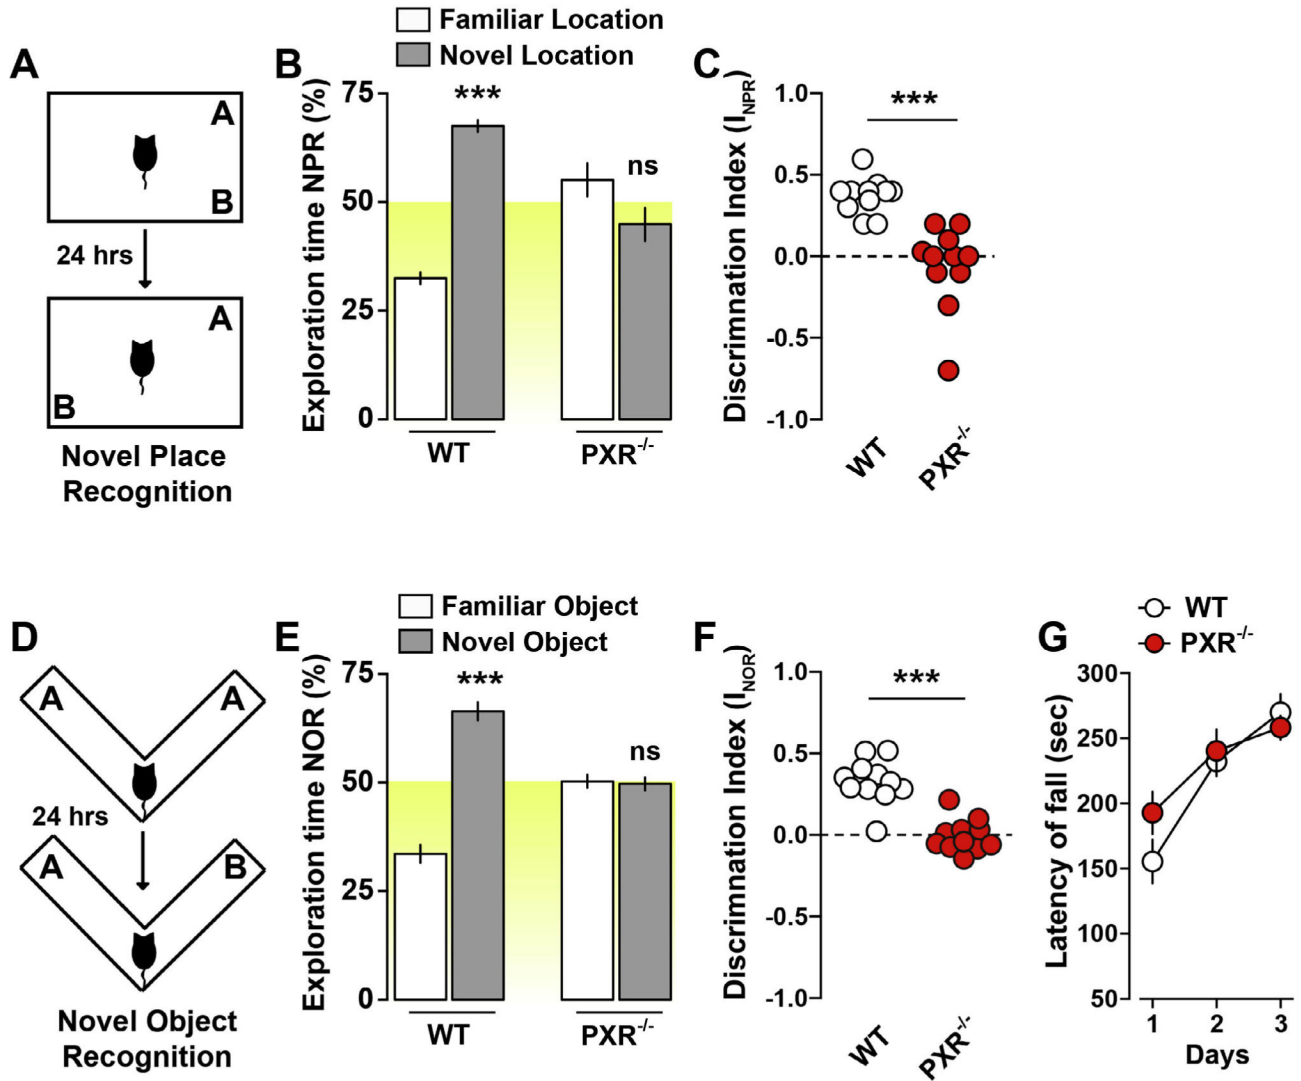 A
A
B
24 hrs
A
B
Novel Place
Recognition
B
Familiar Location
Novel Location
Exploration time NPR (%)
75
50
25
0
***
ns
WT
PXR-/-
C
Discrimnation Index (INPR)
1.0
0.5
0.0
-0.5
-1.0
***
WT
PXR-/-
D
A
A
24 hrs
A
B
Novel Object
Recognition
E
Familiar Object
Novel Object
Exploration time NOR (%)
75
50
25
0
***
ns
WT
PXR-/-
F
Discrimnation Index (INOR)
1.0
0.5
0.0
-0.5
-1.0
***
WT
PXR-/-
G
WT
PXR-/-
Latency of fall (sec)
300
250
200
150
100
50
1 2 3
Days